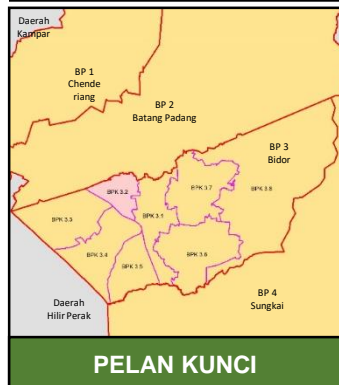 Daerah
Kampar
BP 1
Chende
riang
BP 2
Batang Padang
BP 3
Bidor
BPK 3.2
BPK 3.7
BPK 3.8
BPK 3.3
BPK 3.1
BPK 3.4
BPK 3.5
BPK 3.6
Daerah
Hilir Perak
BP 4
Sungkai
PELAN KUNCI